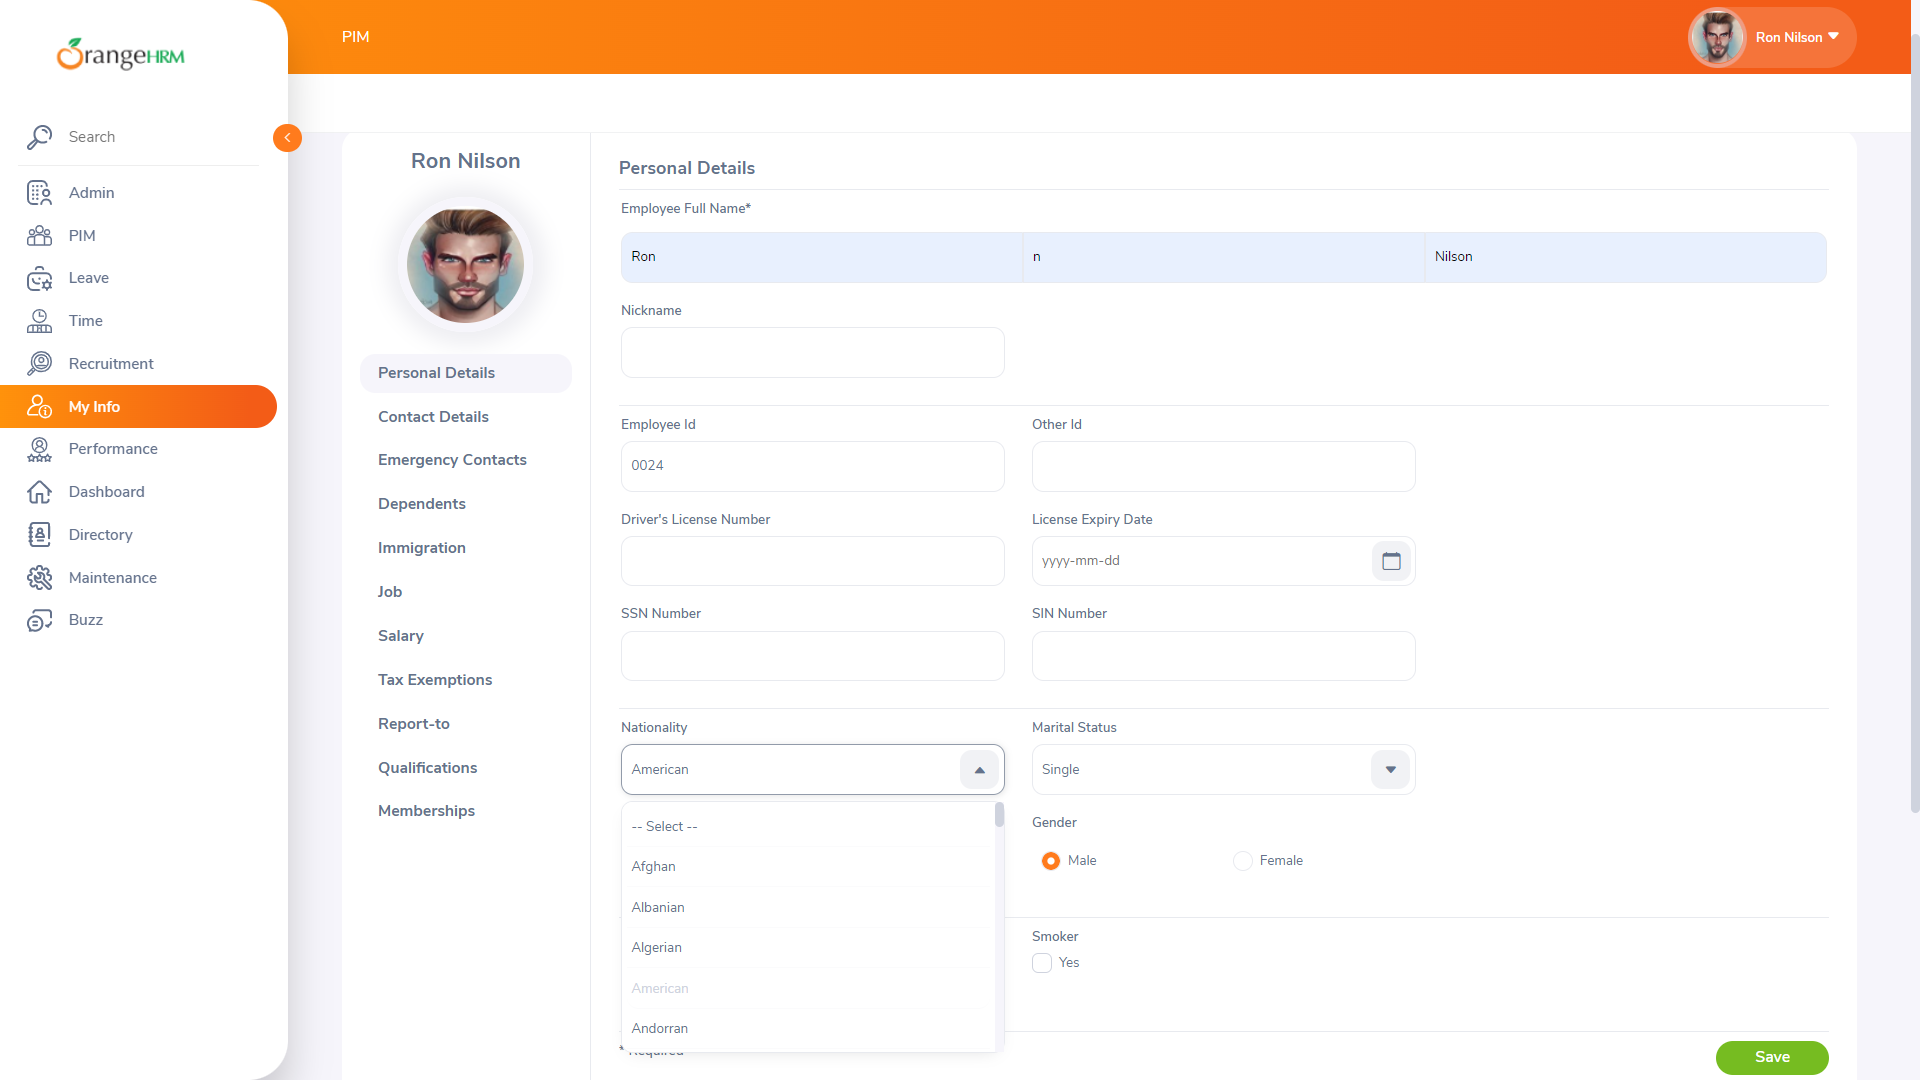 OrangeHRM
PIM
Ron Nilson
Search
Admin
PIM
Leave
Time
Recruitment
My Info
Performance
Dashboard
Directory
Maintenance
Buzz
Ron Nilson
Personal Details
Contact Details
Emergency Contacts
Dependents
Immigration
Job
Salary
Tax Exemptions
Report-to
Qualifications
Memberships
Personal Details
Employee Full Name*
Ron n Nilson
Nickname
Employee Id Other Id
0024
Driver's License Number License Expiry Date
yyyy-mm-dd
SSN Number SIN Number
Nationality Marital Status
American Single
-- Select --
Afghan
Albanian
Algerian
American
Andorran
Gender
Male Female
Smoker
Yes
* Required
Save